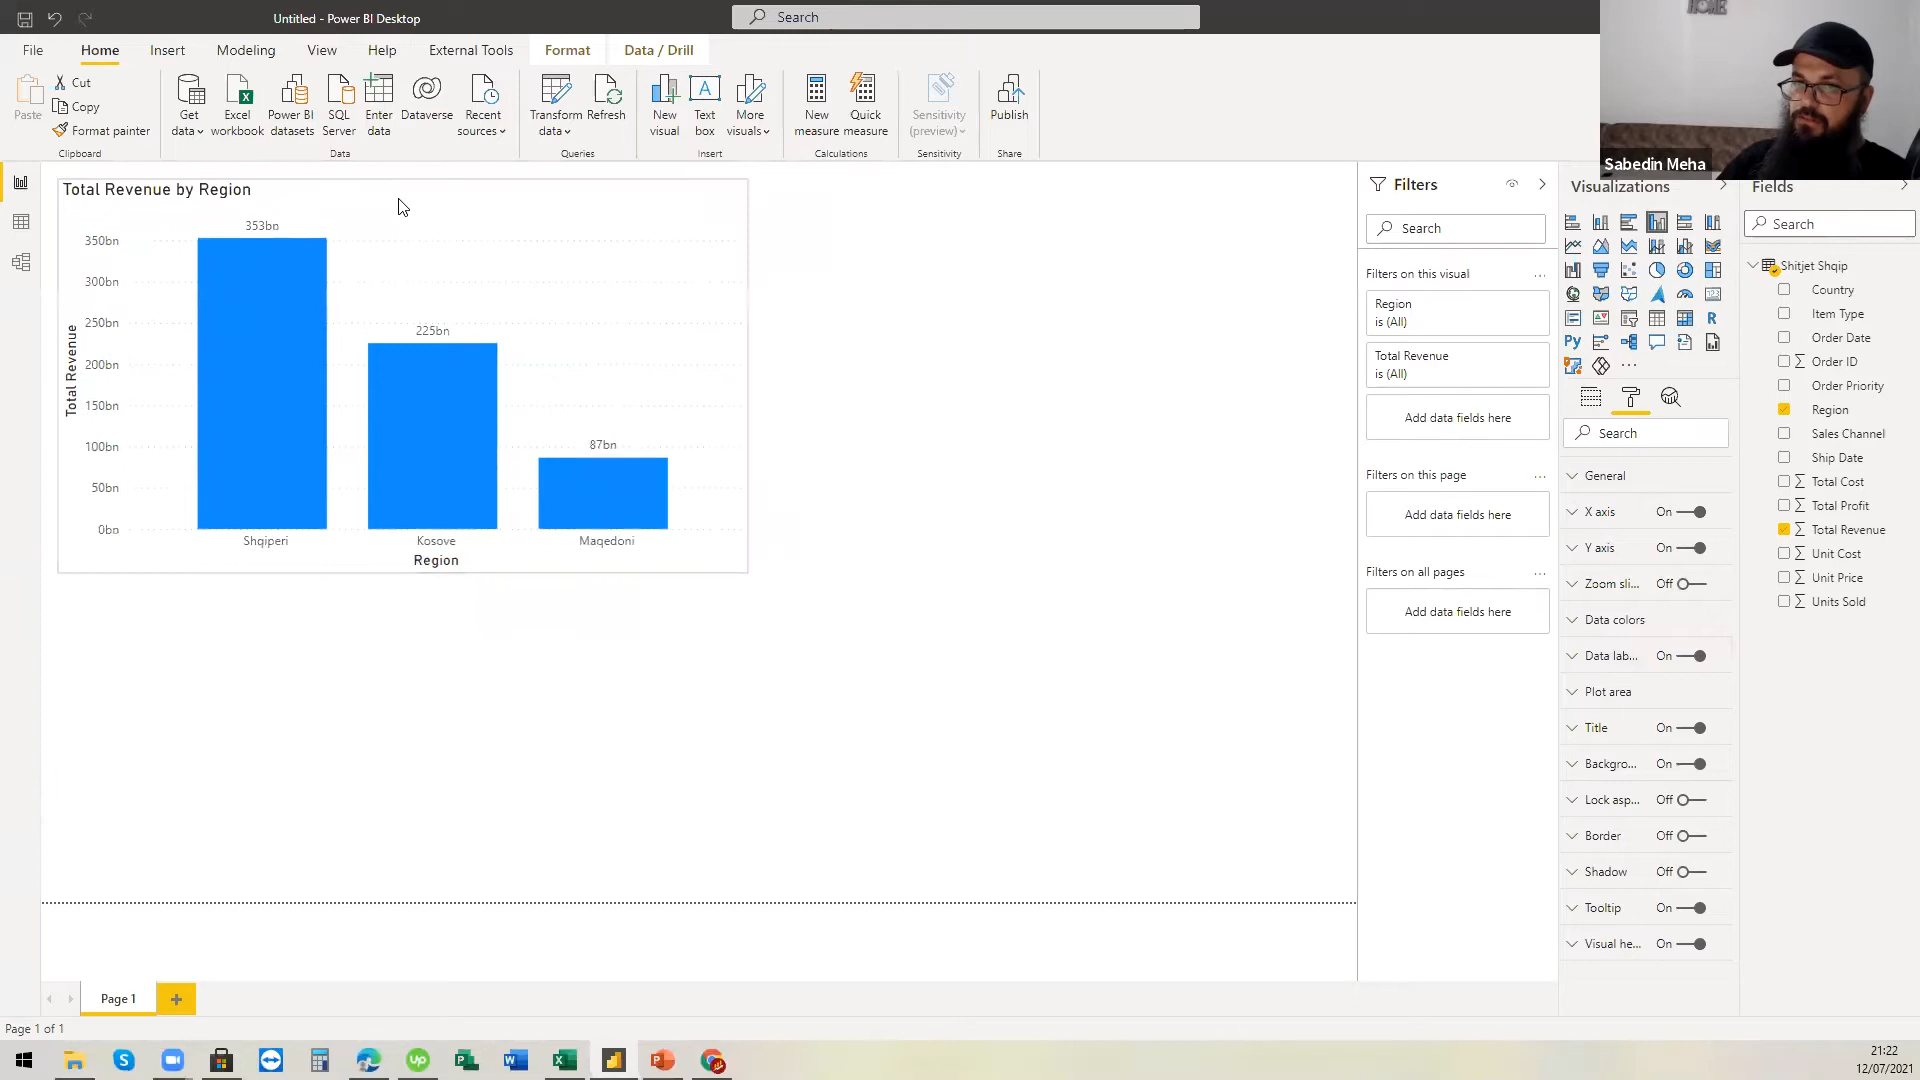 Untitled - Power BI Desktop
Search
HOME
File Home Insert Modeling View Help External Tools Format Data / Drill
Paste
Cut
Copy
Format painter
Clipboard
Get data
Excel workbook
Power BI datasets
SQL Server
Enter data
Dataverse
Recent sources
Data
Transform data
Refresh
Queries
New visual
Text box
More visuals
Insert
New measure
Quick measure
Calculations
Sensitivity (preview)
Sensitivity
Publish
Share
Sabedin Meha
Total Revenue by Region
353bn
350bn
300bn
225bn
250bn
200bn
150bn
87bn
100bn
50bn
0bn
Total Revenue
Shqiperi Kosove Maqedoni
Region
Filters
Search
Filters on this visual ...
Region
is (All)
Total Revenue
is (All)
Add data fields here
Filters on this page ...
Add data fields here
Filters on all pages ...
Add data fields here
Visualizations
R
Py
...
Search
General
X axis On
Y axis On
Zoom sli... Off
Data colors
Data lab... On
Plot area
Title On
Backgro... On
Lock asp... Off
Border Off
Shadow Off
Tooltip On
Visual he... On
Fields
Search
Shitjet Shqip
Country
Item Type
Order Date
Σ Order ID
Order Priority
Region
Sales Channel
Ship Date
Σ Total Cost
Σ Total Profit
Σ Total Revenue
Σ Unit Cost
Σ Unit Price
Σ Units Sold
Page 1
+
Page 1 of 1
21:22
12/07/2021